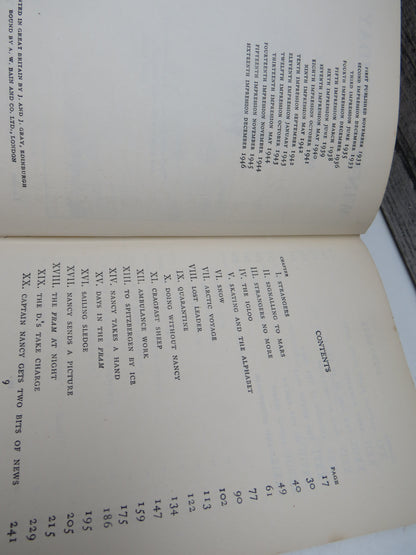 FIRST PUBLISHED NOVEMBER 1933
SECOND IMPRESSION DECEMBER 1933
THIRD IMPRESSION JUNE 1935
FOURTH IMPRESSION DECEMBER 1936
FIFTH IMPRESSION MARCH 1938
SIXTH IMPRESSION JUNE 1939
SEVENTH IMPRESSION MAY 1940
EIGHTH IMPRESSION OCTOBER 1941
NINTH IMPRESSION MAY 1942
TENTH IMPRESSION SEPTEMBER 1942
ELEVENTH IMPRESSION JANUARY 1943
TWELFTH IMPRESSION OCTOBER 1943
THIRTEENTH IMPRESSION MAY 1944
FOURTEENTH IMPRESSION NOVEMBER 1944
FIFTEENTH IMPRESSION NOVEMBER 1945
SIXTEENTH IMPRESSION DECEMBER 1946
IN GREAT BRITAIN BY J. AND J. GRAY, EDINBURGH
BOUND BY A. W. BAIN AND CO. LTD., LONDON
CONTENTS
CHAPTER PAGE
I. STRANGERS 17
II. SIGNALLING TO MARS 30
III. STRANGERS NO MORE 40
IV. THE IGLOO 49
V. SKATING AND THE ALPHABET 61
VI. SNOW 77
VII. ARCTIC VOYAGE 90
VIII. LOST LEADER 102
IX. QUARANTINE 113
X. DOING WITHOUT NANCY 122
XI. CRAGFAST SHEEP 134
XII. AMBULANCE WORK 147
XIII. TO SPITZBERGEN BY ICE 159
XIV. NANCY TAKES A HAND 175
XV. DAYS IN THE FRAM 186
XVI. SAILING SLEDGE 195
XVII. NANCY SENDS A PICTURE 205
XVIII. THE FRAM AT NIGHT 215
XIX. THE D.'S TAKE CHARGE 229
XX. CAPTAIN NANCY GETS TWO BITS OF NEWS 241
9